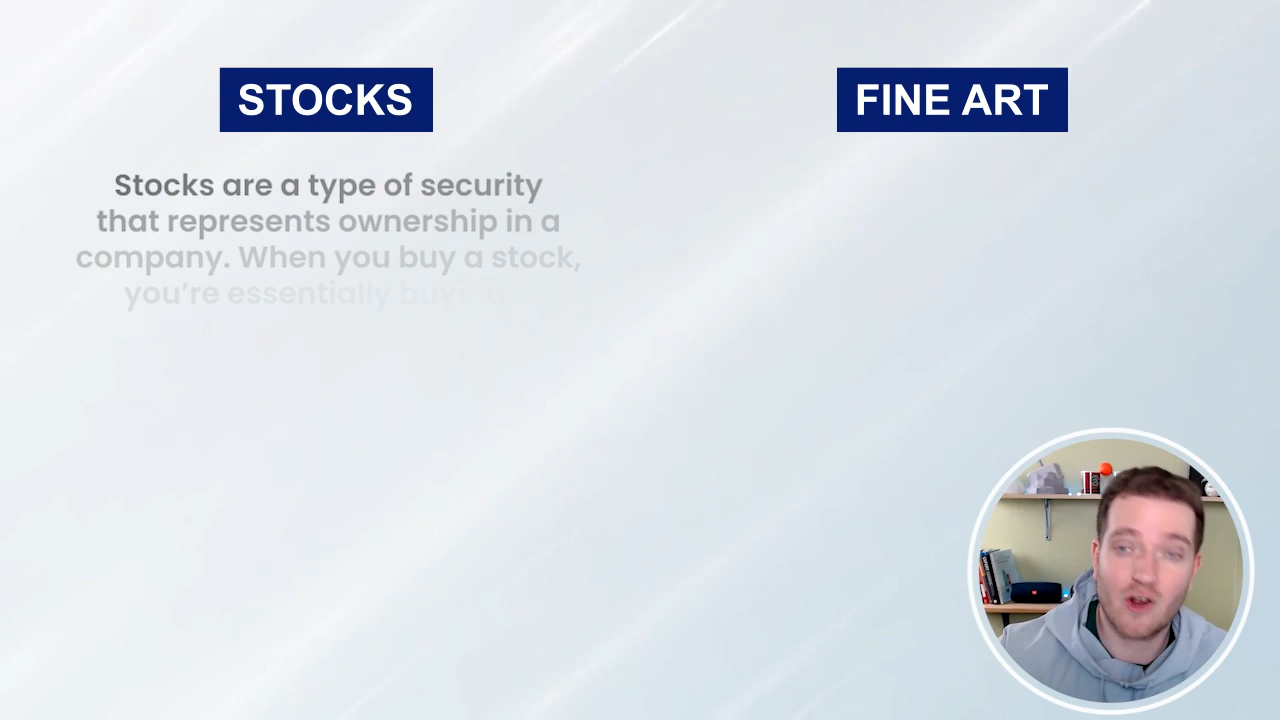 STOCKS
FINE ART
Stocks are a type of security
that represents ownership in a
company. When you buy a stock,
you're essentially buying